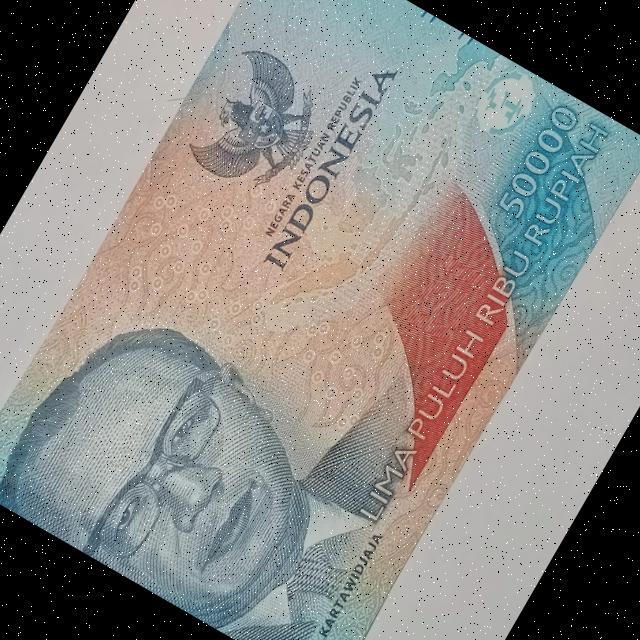 NEGARA KESATUAN REPUBLIK
INDONESIA
50000
LIMA PULUH RIBU RUPIAH
KARTAWIDJAJA